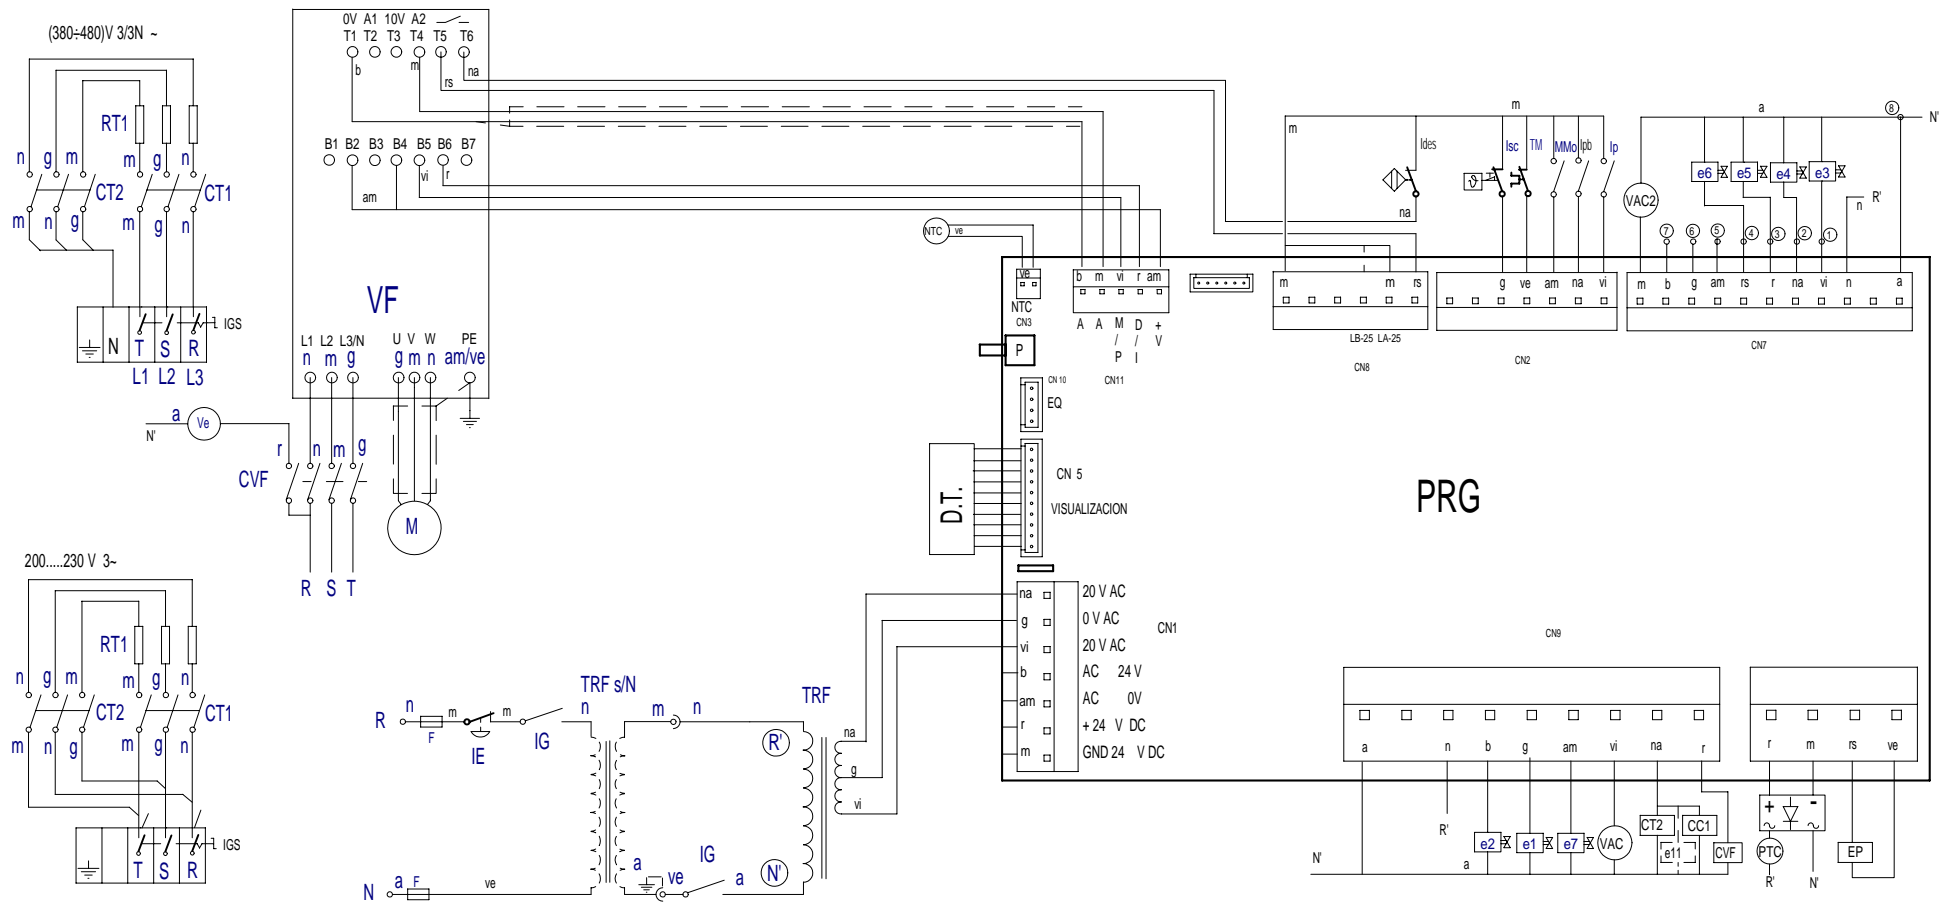 (380÷480)V 3/3N ~
RT1
n g m m g n
CT2 CT1
m n g m g n
N T S R IGS
L1 L2 L3
0V A1 10V A2
T1 T2 T3 T4 T5 T6
b m rs na
B1 B2 B3 B4 B5 B6 B7
am vi r
VF
L1 L2 L3/N U V W PE
n m g g m n am/ve
N' a Ve
r n m g
CVF
M
R S T
200.....230 V 3~
RT1
n g m m g n
CT2 CT1
m n g m g n
T S R IGS
TRF s/N
R n F m IE m IG n
m n
TRF
R'
na
g
vi
N a F ve
a ve IG a N'
NTC ve
ve
NTC
CN3
P
CN 10
EQ
D.T.
CN 5
VISUALIZACION
b m vi r am
A A M/P D/I +V
CN11
na 20 V AC
g 0 V AC
vi 20 V AC
b AC 24 V
am AC 0V
r + 24 V DC
m GND 24 V DC
CN1
PRG
m
m Ides
na
m m rs
LB-25 LA-25
CN8
Isc TM MMo Ipb Ip
ϑ
g ve am na vi
CN2
a 8 N'
e6 e5 e4 e3
VAC2
n R'
7 6 5 4 3 2 1
m b g am rs r na vi n a
CN7
CN9
a n b g am vi na r
r m rs ve
R'
e2 e1 e7 VAC
CT2 CC1
e11 CVF
N' a
+ -
~ ~
PTC EP
R' N'